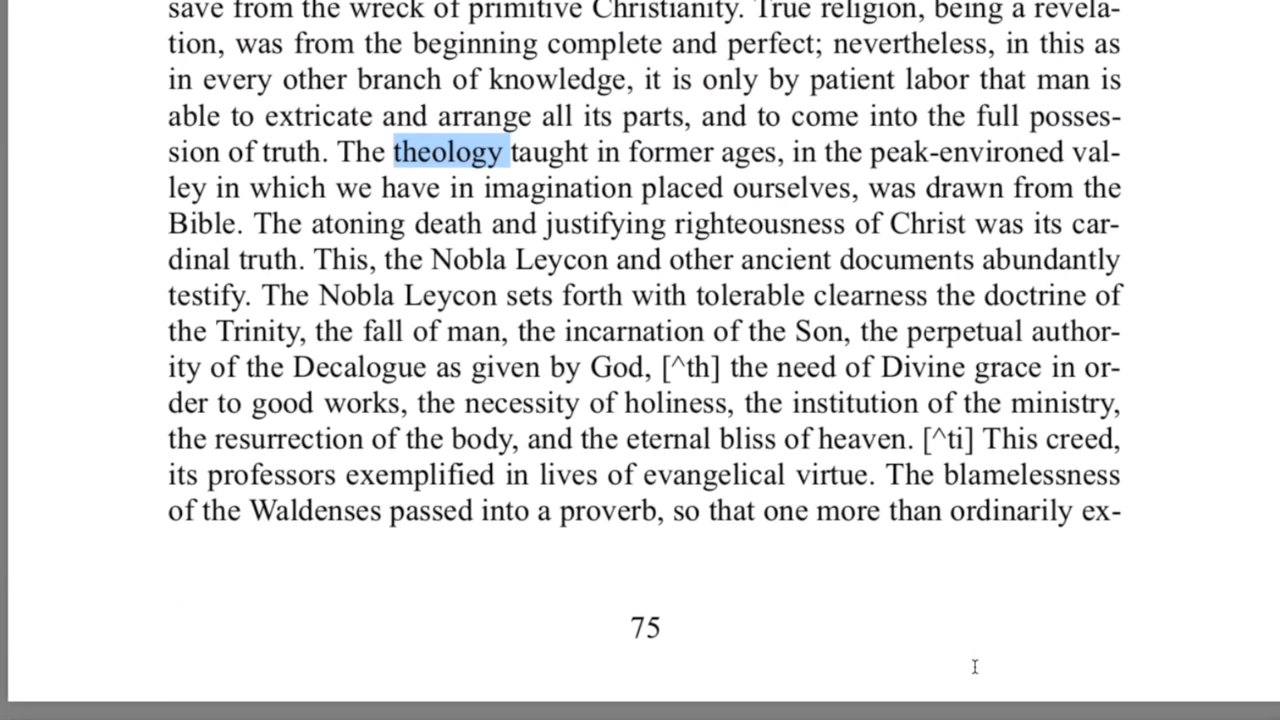 save from the wreck of primitive Christianity. True religion, being a revela-
tion, was from the beginning complete and perfect; nevertheless, in this as
in every other branch of knowledge, it is only by patient labor that man is
able to extricate and arrange all its parts, and to come into the full posses-
sion of truth. The theology taught in former ages, in the peak-environed val-
ley in which we have in imagination placed ourselves, was drawn from the
Bible. The atoning death and justifying righteousness of Christ was its car-
dinal truth. This, the Nobla Leycon and other ancient documents abundantly
testify. The Nobla Leycon sets forth with tolerable clearness the doctrine of
the Trinity, the fall of man, the incarnation of the Son, the perpetual author-
ity of the Decalogue as given by God, [^th] the need of Divine grace in or-
der to good works, the necessity of holiness, the institution of the ministry,
the resurrection of the body, and the eternal bliss of heaven. [^ti] This creed,
its professors exemplified in lives of evangelical virtue. The blamelessness
of the Waldenses passed into a proverb, so that one more than ordinarily ex-
75